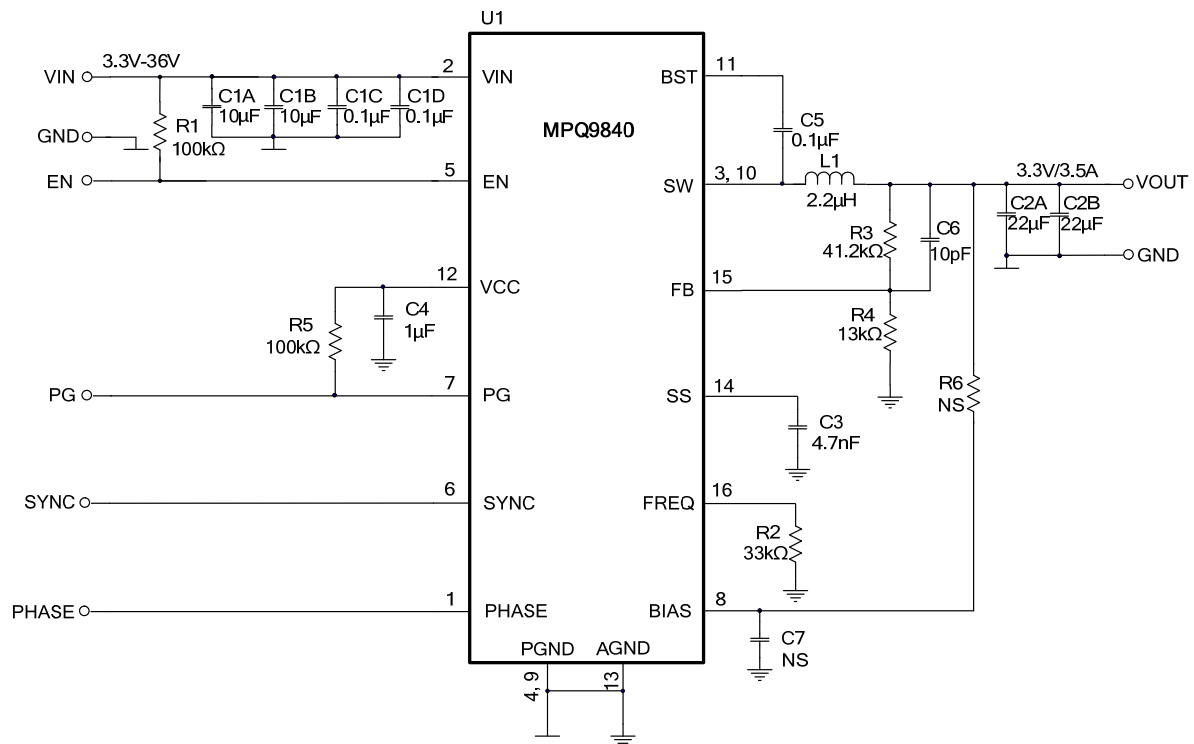 U1
MPQ9840
VIN
3.3V-36V
2
VIN
C1A
10µF
C1B
10µF
C1C
0.1µF
C1D
0.1µF
GND
R1
100kΩ
EN
5
EN
12
VCC
C4
1µF
R5
100kΩ
PG
7
PG
SYNC
6
SYNC
PHASE
1
PHASE
PGND
AGND
4, 9
13
BST
11
C5
0.1µF
SW
3, 10
L1
2.2µH
3.3V/3.5A
VOUT
C2A
22µF
C2B
22µF
GND
R3
41.2kΩ
C6
10pF
FB
15
R4
13kΩ
SS
14
C3
4.7nF
R6
NS
FREQ
16
R2
33kΩ
BIAS
8
C7
NS